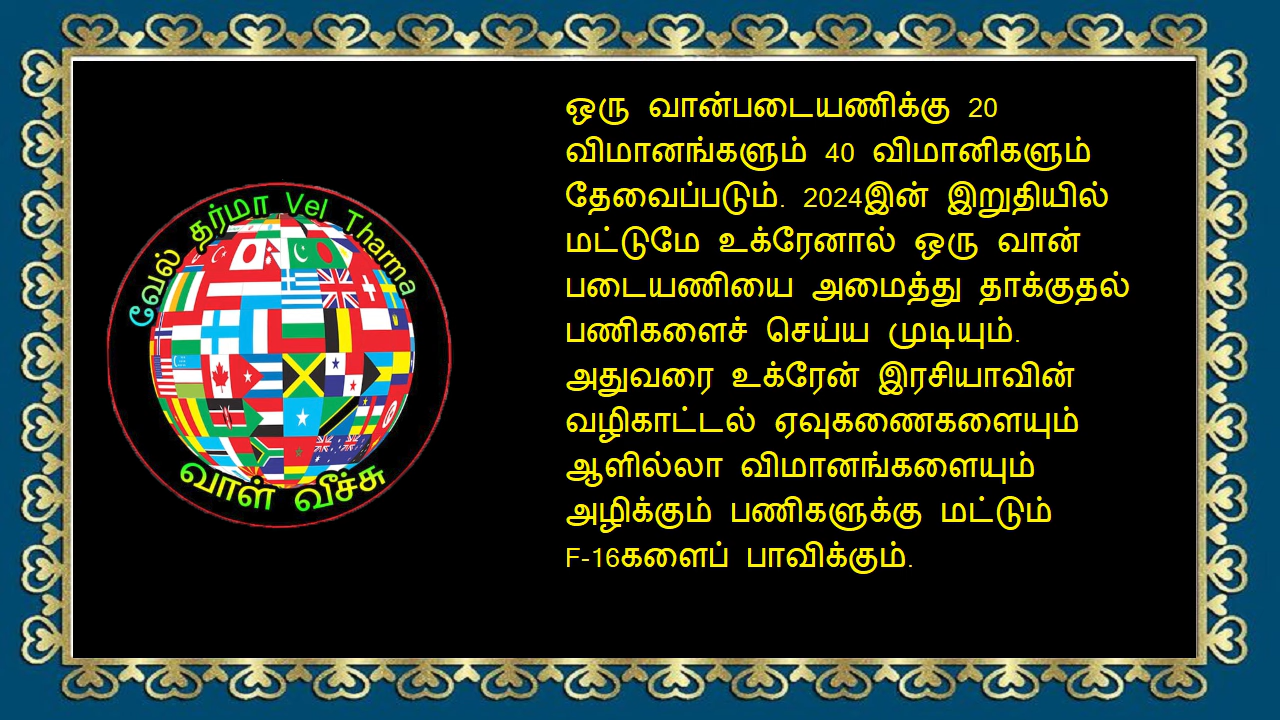 வேல் தர்மா Vel Tharma
வாள் வீச்சு
ஒரு வான்படையணிக்கு 20
விமானங்களும் 40 விமானிகளும்
தேவைப்படும். 2024இன் இறுதியில்
மட்டுமே உக்ரேனால் ஒரு வான்
படையணியை அமைத்து தாக்குதல்
பணிகளைச் செய்ய முடியும்.
அதுவரை உக்ரேன் இரசியாவின்
வழிகாட்டல் ஏவுகணைகளையும்
ஆளில்லா விமானங்களையும்
அழிக்கும் பணிகளுக்கு மட்டும்
F-16களைப் பாவிக்கும்.